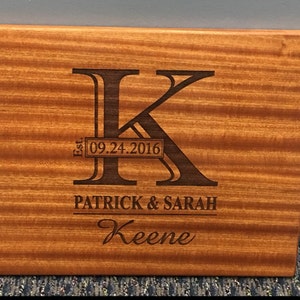 K
Est. 09.24.2016
PATRICK & SARAH
Keene